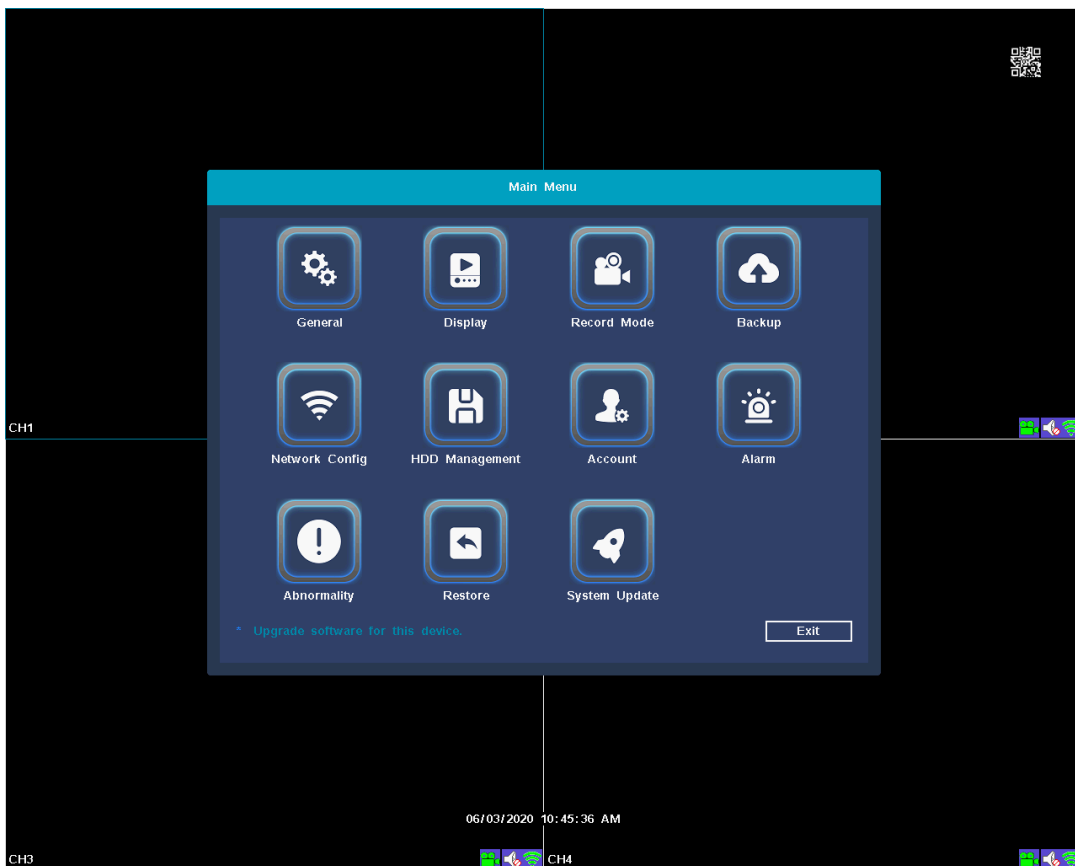 Main Menu
General Display Record Mode Backup
CH1
Network Config HDD Management Account Alarm
Abnormality Restore System Update
* Upgrade software for this device.
Exit
06/03/2020 10:45:36 AM
CH3 CH4